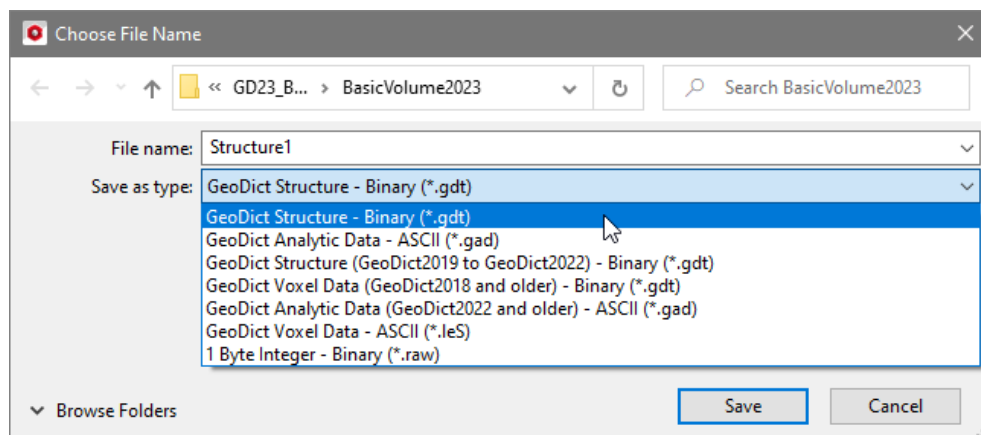 Choose File Name
« GD23_B... › BasicVolume2023
Search BasicVolume2023
File name: Structure1
Save as type: GeoDict Structure - Binary (*.gdt)
GeoDict Structure - Binary (*.gdt)
GeoDict Analytic Data - ASCII (*.gad)
GeoDict Structure (GeoDict2019 to GeoDict2022) - Binary (*.gdt)
GeoDict Voxel Data (GeoDict2018 and older) - Binary (*.gdt)
GeoDict Analytic Data (GeoDict2022 and older) - ASCII (*.gad)
GeoDict Voxel Data - ASCII (*.leS)
1 Byte Integer - Binary (*.raw)
Browse Folders
Save
Cancel